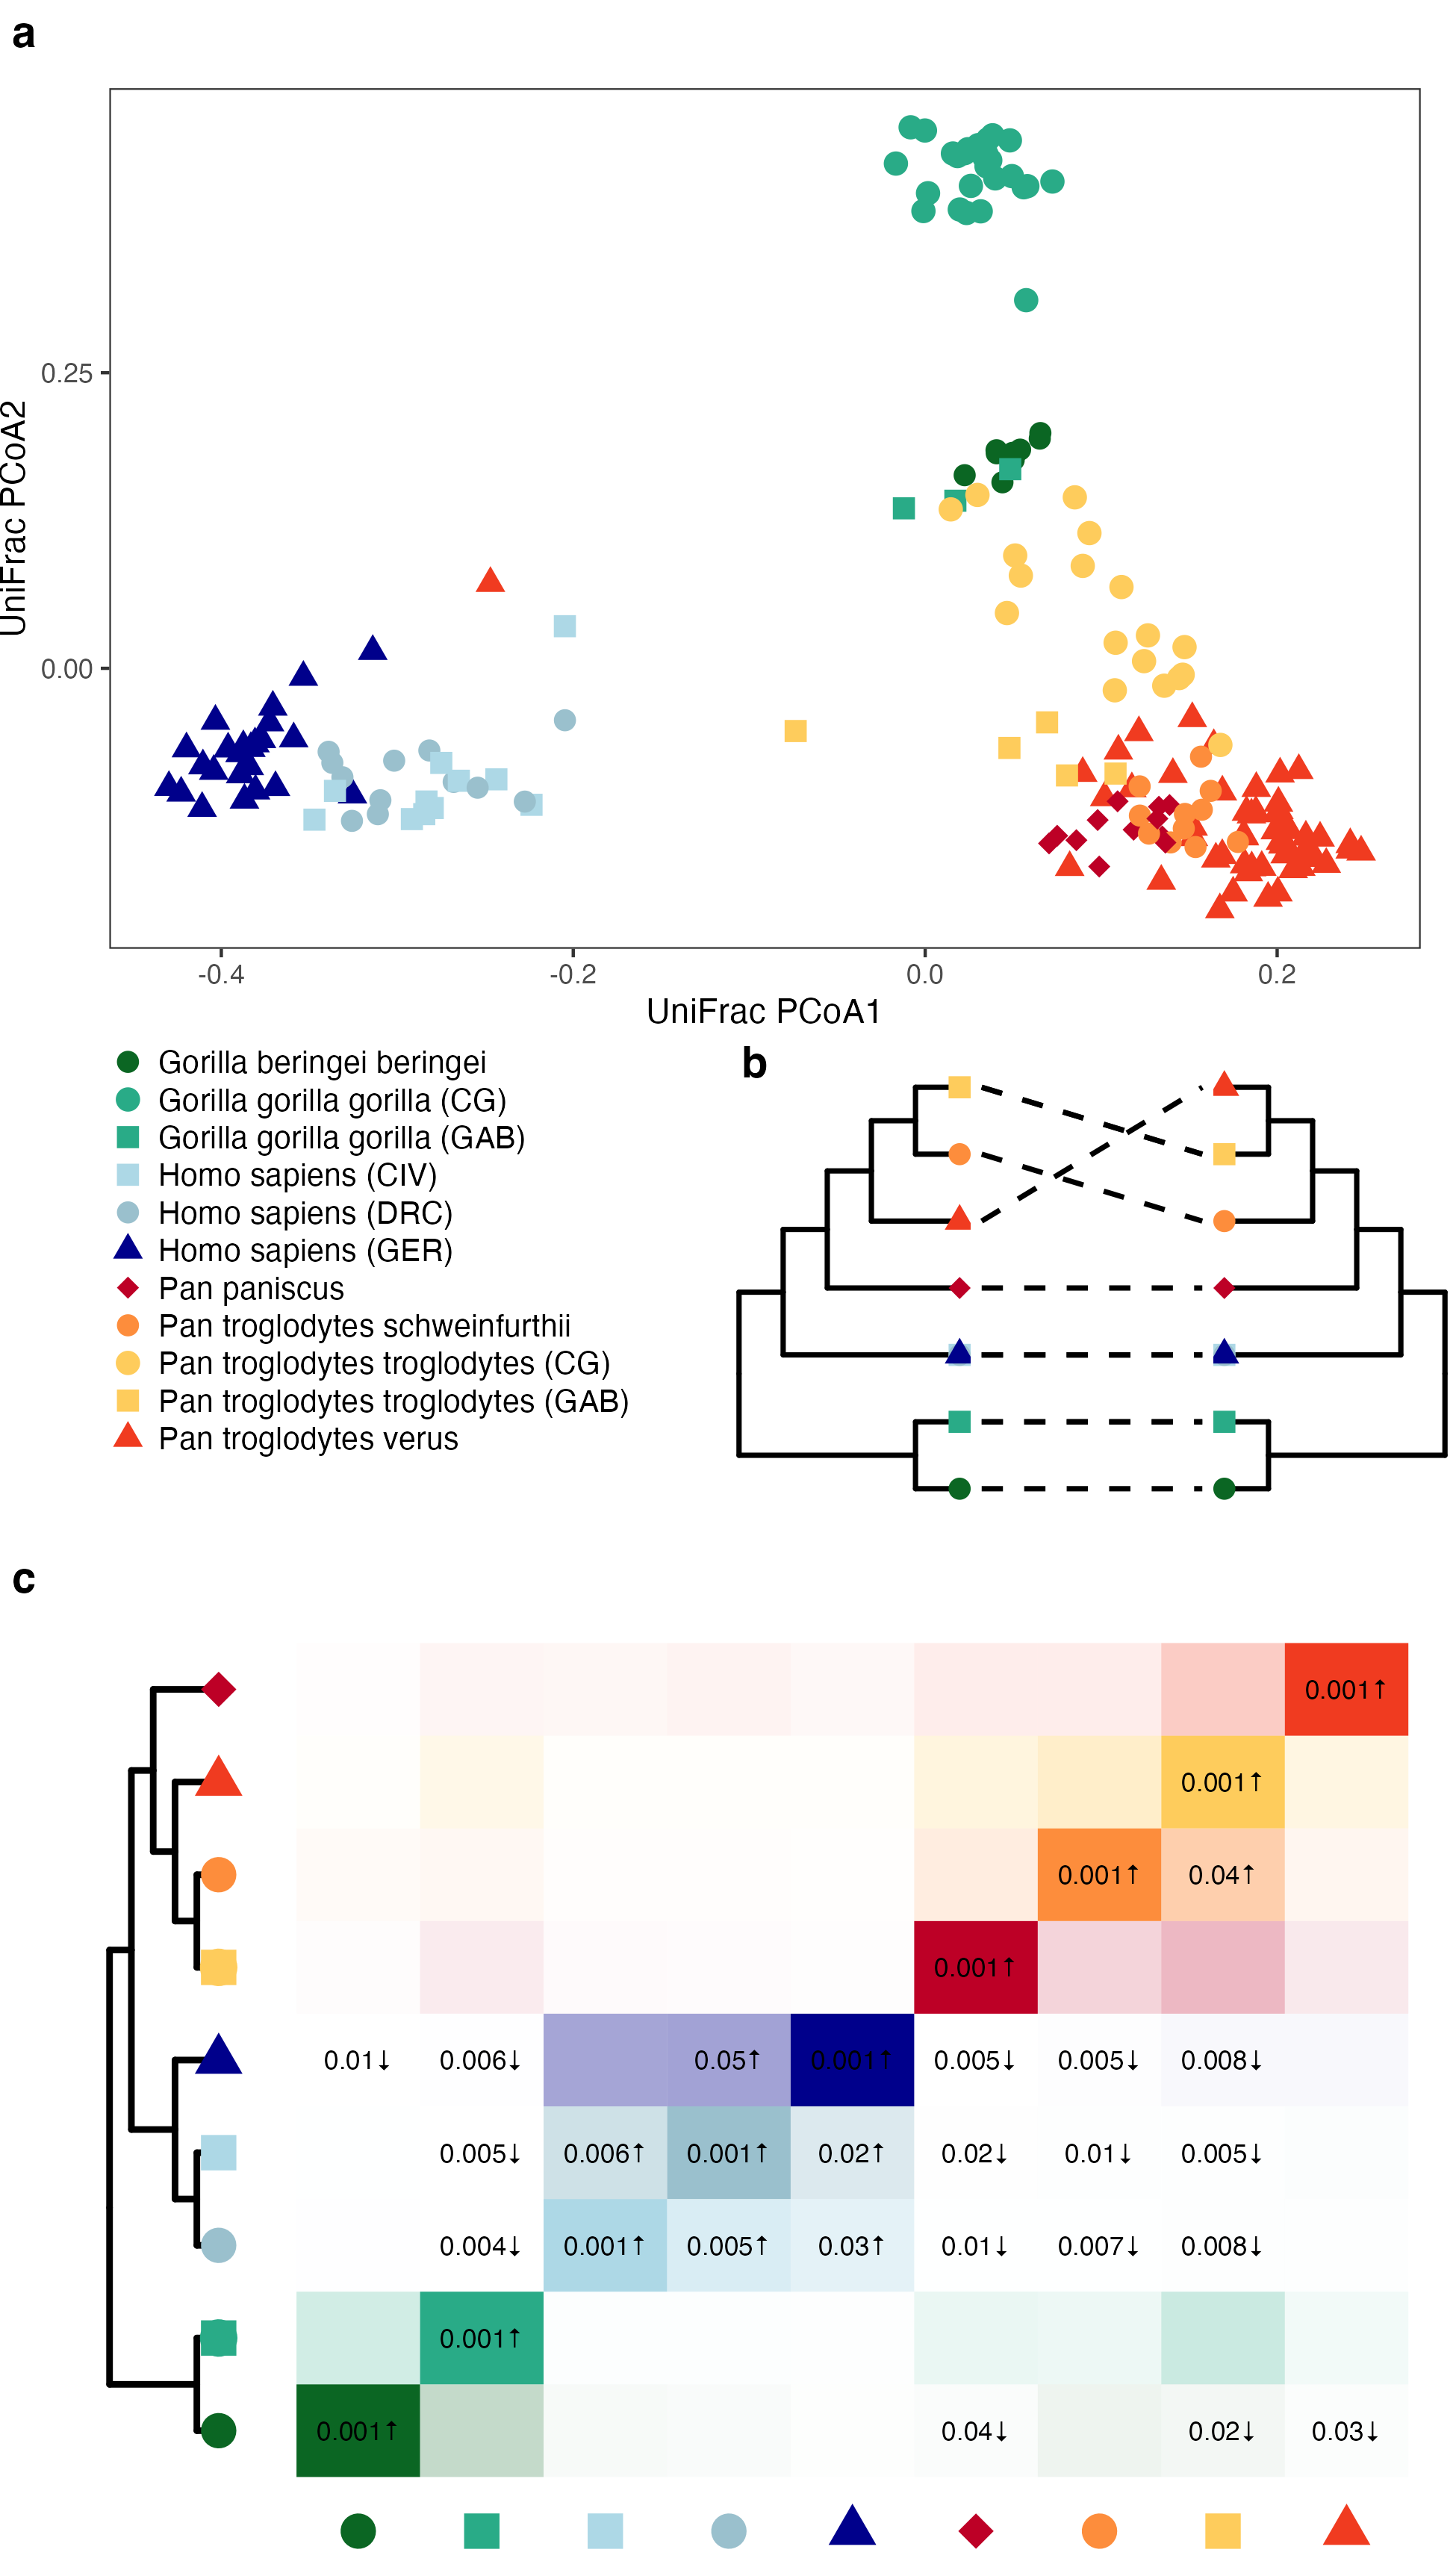 a
UniFrac PCoA2
0.25
0.00
-0.4 -0.2 0.0 0.2
UniFrac PCoA1
Gorilla beringei beringei
Gorilla gorilla gorilla (CG)
Gorilla gorilla gorilla (GAB)
Homo sapiens (CIV)
Homo sapiens (DRC)
Homo sapiens (GER)
Pan paniscus
Pan troglodytes schweinfurthii
Pan troglodytes troglodytes (CG)
Pan troglodytes troglodytes (GAB)
Pan troglodytes verus
b
c
0.001↑
0.001↑
0.001↑ 0.04↑
0.001↑
0.01↓ 0.006↓ 0.05↑ 0.001↑ 0.005↓ 0.005↓ 0.008↓
0.005↓ 0.006↑ 0.001↑ 0.02↑ 0.02↓ 0.01↓ 0.005↓
0.004↓ 0.001↑ 0.005↑ 0.03↑ 0.01↓ 0.007↓ 0.008↓
0.001↑
0.001↑ 0.04↓ 0.02↓ 0.03↓